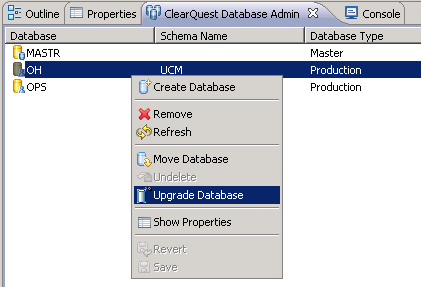 Outline Properties ClearQuest Database Admin Console
Database Schema Name Database Type
MASTR Master
OH UCM Production
OPS Production
Create Database
Remove
Refresh
Move Database
Undelete
Upgrade Database
Show Properties
Revert
Save